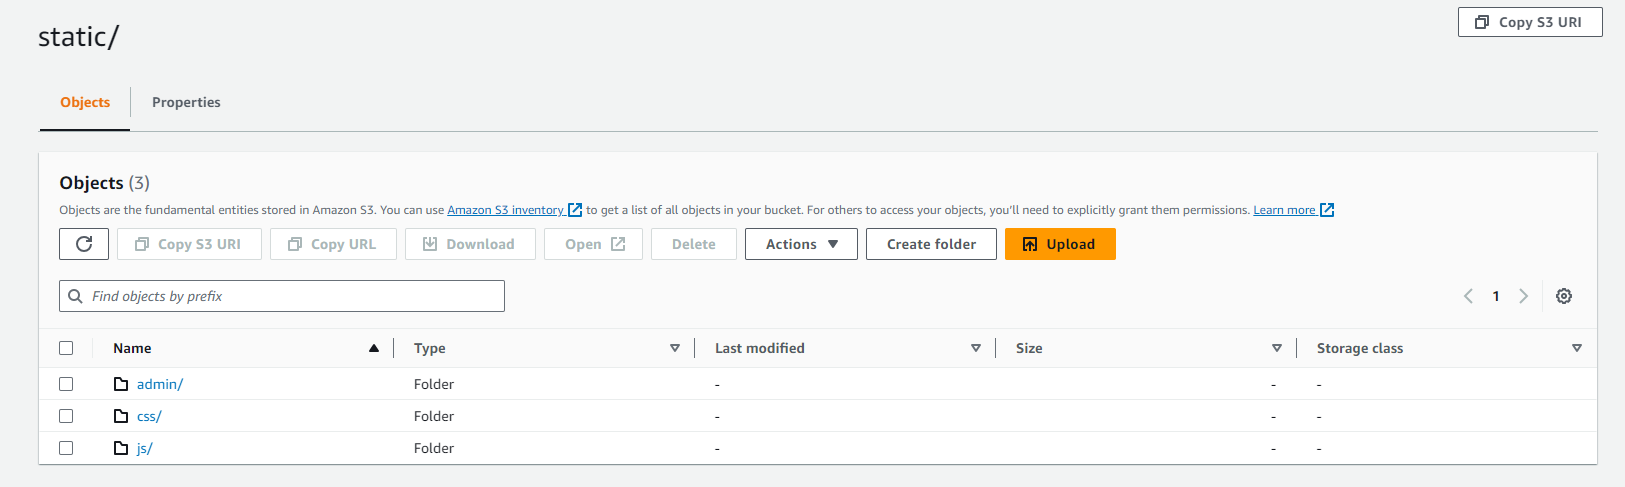 static/
Copy S3 URI
Objects
Properties
Objects (3)
Objects are the fundamental entities stored in Amazon S3. You can use Amazon S3 inventory to get a list of all objects in your bucket. For others to access your objects, you'll need to explicitly grant them permissions. Learn more
Copy S3 URI Copy URL Download Open Delete Actions Create folder Upload
Find objects by prefix
1
Name Type Last modified Size Storage class
admin/ Folder - - -
css/ Folder - - -
js/ Folder - - -